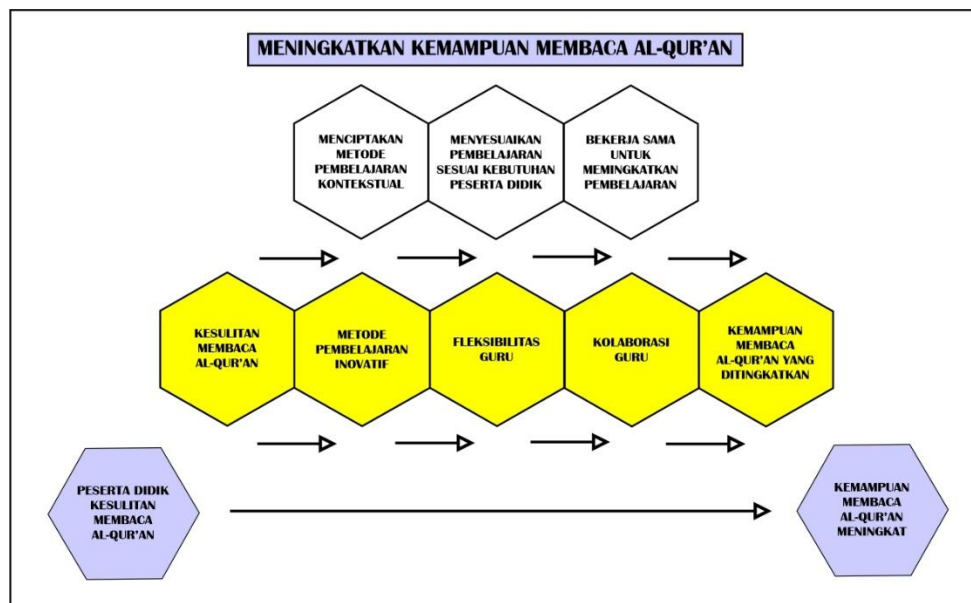 MENINGKATKAN KEMAMPUAN MEMBACA AL-QUR'AN
MENCIPTAKAN
METODE
PEMBELAJARAN
KONTEKSTUAL
MENYESUAIKAN
PEMBELAJARAN
SESUAI KEBUTUHAN
PESERTA DIDIK
BEKERJA SAMA
UNTUK
MEMINGKATKAN
PEMBELAJARAN
KESULITAN
MEMBACA
AL-QUR'AN
METODE
PEMBELAJARAN
INOVATIF
FLEKSIBILITAS
GURU
KOLABORASI
GURU
KEMAMPUAN
MEMBACA
AL-QUR'AN YANG
DITINGKATKAN
PESERTA DIDIK
KESULITAN
MEMBACA
AL-QUR'AN
KEMAMPUAN
MEMBACA
AL-QUR'AN
MENINGKAT